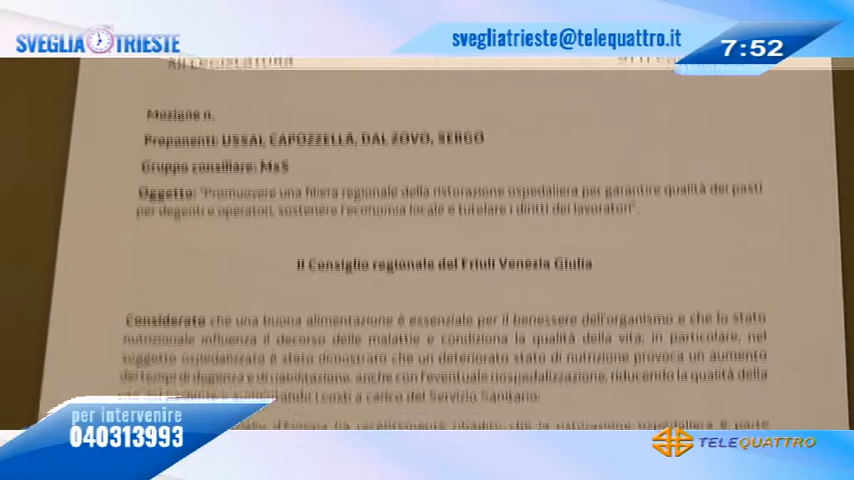 SVEGLIA TRIESTE
svegliatrieste@telequattro.it
7:52
Mozione n.
Proponenti: USSAI, CAPOZZELLA, DAL ZOVO, SERGO
Gruppo consiliare: M5S
Oggetto: "Promuovere una filiera regionale della ristorazione ospedaliera per garantire qualità dei pasti
per degenti e operatori, sostenere l'economia locale e tutelare i diritti dei lavoratori".
Il Consiglio regionale del Friuli Venezia Giulia
Considerato che una buona alimentazione è essenziale per il benessere dell'organismo e che lo stato
nutrizionale influenza il decorso delle malattie e condiziona la qualità della vita; in particolare, nel
soggetto ospedalizzato è stato dimostrato che un deteriorato stato di nutrizione provoca un aumento
dei tempi di degenza e di riabilitazione, anche con l'eventuale riospedalizzazione, riducendo la qualità della
i costi a carico del Servizio Sanitario
che la ristorazione ospedaliera è parte
per intervenire
040313993
TELEQUATTRO